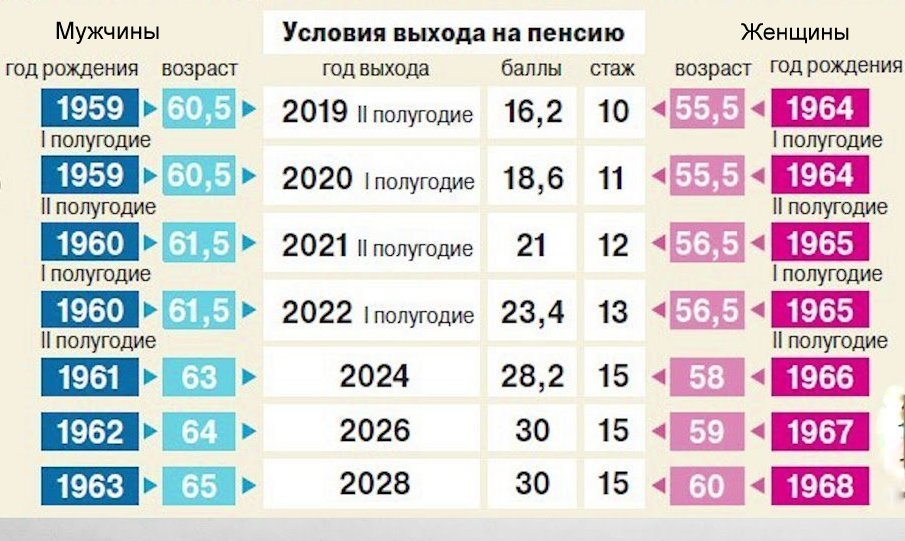 Мужчины Условия выхода на пенсию Женщины
год рождения возраст год выхода баллы стаж возраст год рождения
1959 60,5 2019 II полугодие 16,2 10 55,5 1964
I полугодие I полугодие
1959 60,5 2020 I полугодие 18,6 11 55,5 1964
II полугодие II полугодие
1960 61,5 2021 II полугодие 21 12 56,5 1965
I полугодие I полугодие
1960 61,5 2022 I полугодие 23,4 13 56,5 1965
II полугодие II полугодие
1961 63 2024 28,2 15 58 1966
1962 64 2026 30 15 59 1967
1963 65 2028 30 15 60 1968